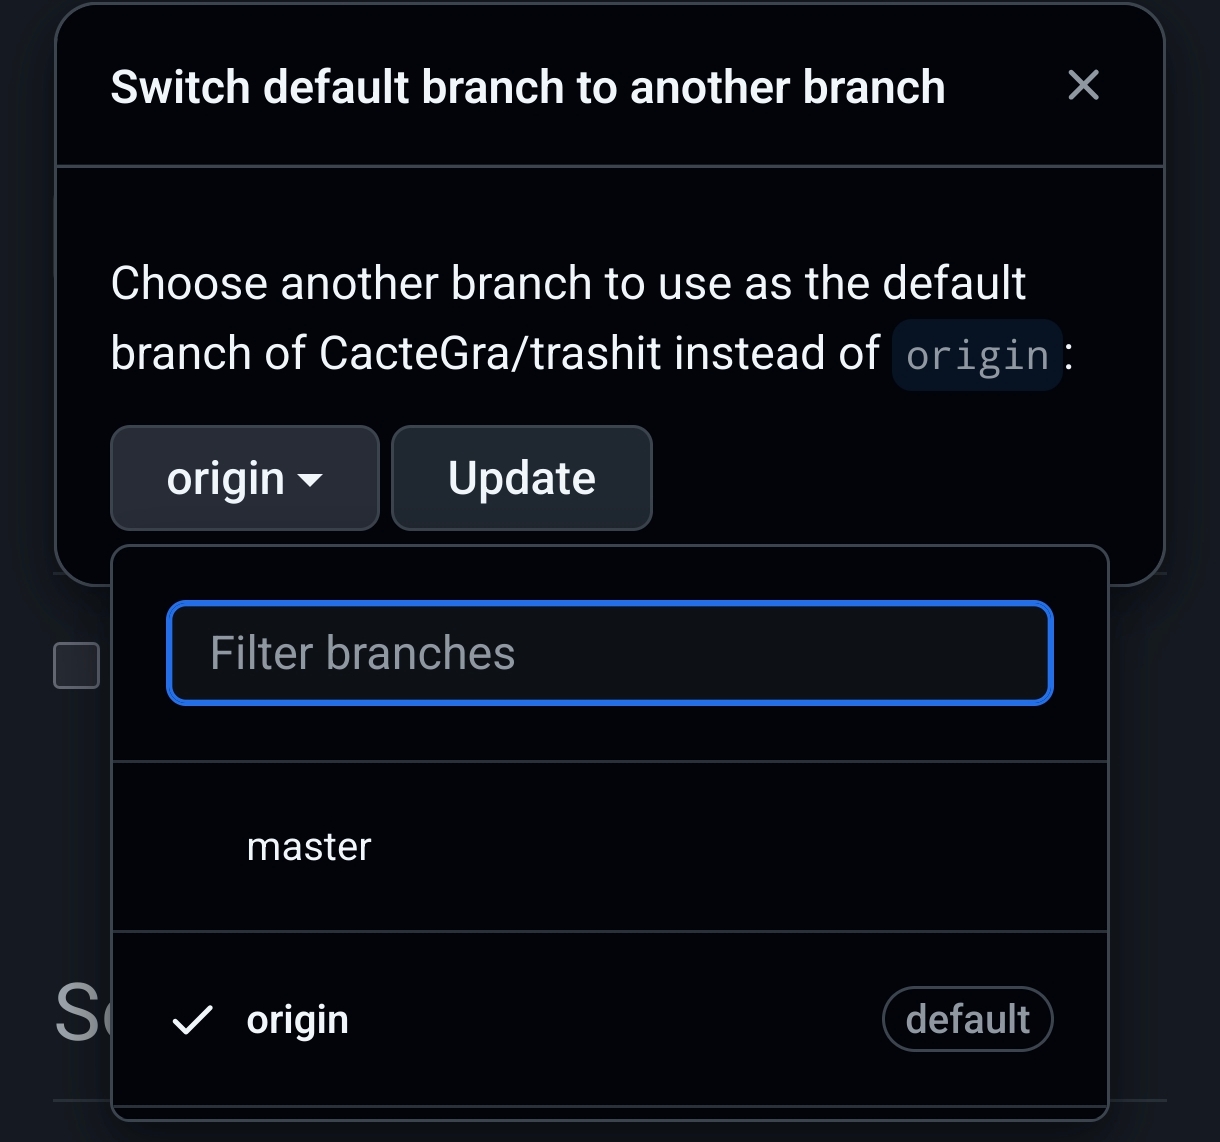 Switch default branch to another branch
Choose another branch to use as the default
branch of CacteGra/trashit instead of origin:
origin Update
Filter branches
master
origin default